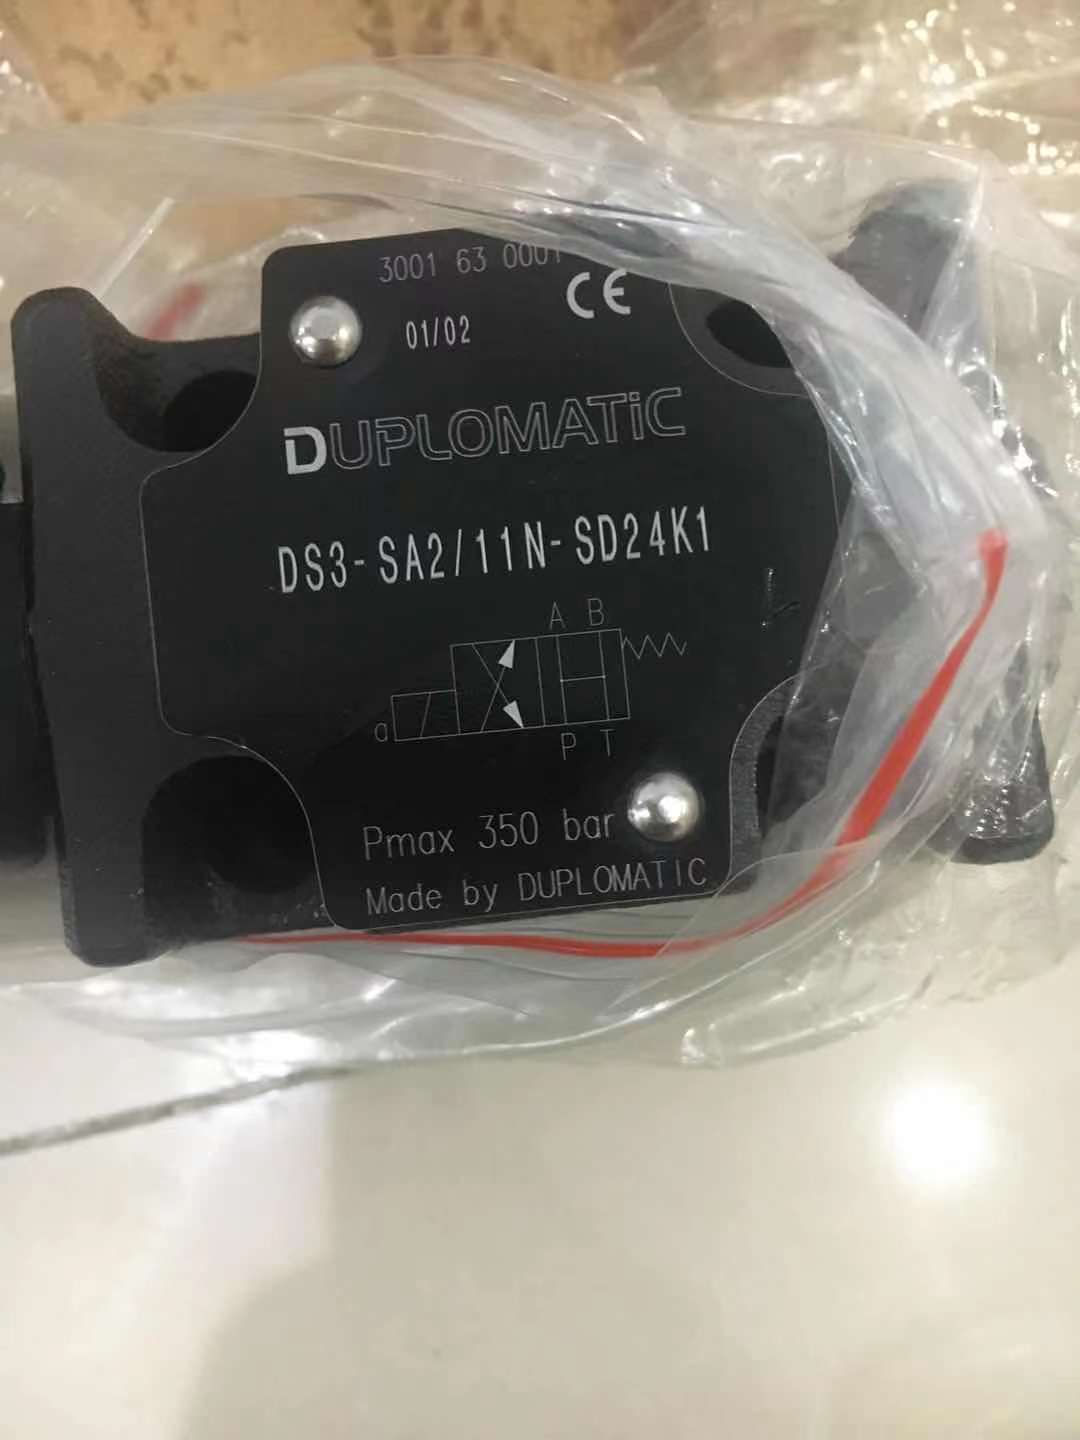 3001 63 0001
CE
01/02
DUPLOMATiC
DS3-SA2/11N-SD24K1
A B
a
P T
Pmax 350 bar
Made by DUPLOMATIC